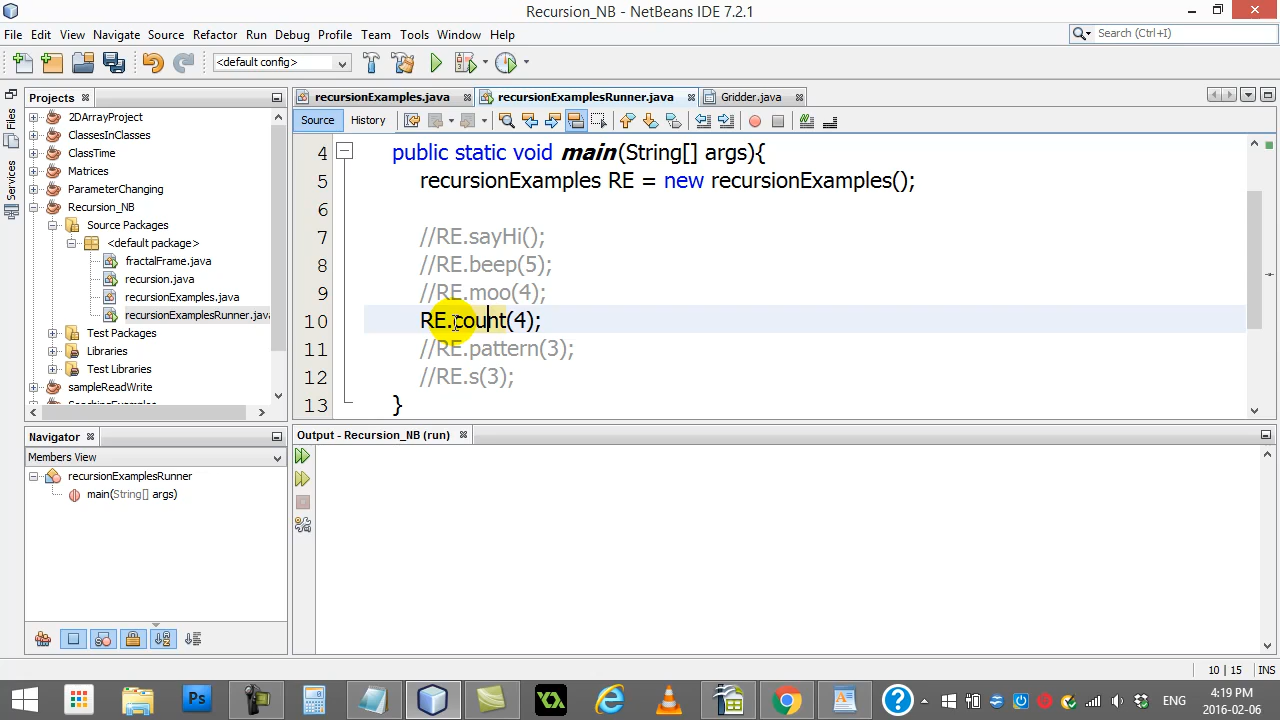 Recursion_NB - NetBeans IDE 7.2.1
File Edit View Navigate Source Refactor Run Debug Profile Team Tools Window Help
Search (Ctrl+I)
<default config>
Projects
recursionExamples.java
recursionExamplesRunner.java
Gridder.java
Files
Services
2DArrayProject
ClassesInClasses
ClassTime
Matrices
ParameterChanging
Recursion_NB
Source Packages
<default package>
fractalFrame.java
recursion.java
recursionExamples.java
recursionExamplesRunner.java
Test Packages
Libraries
Test Libraries
sampleReadWrite
Source History
4 public static void main(String[] args){
5 recursionExamples RE = new recursionExamples();
6
7 //RE.sayHi();
8 //RE.beep(5);
9 //RE.moo(4);
10 RE.count(4);
11 //RE.pattern(3);
12 //RE.s(3);
13 }
Navigator
Members View
recursionExamplesRunner
main(String[] args)
Output - Recursion_NB (run)
10 | 15 INS
Ps
ENG
4:19 PM
2016-02-06